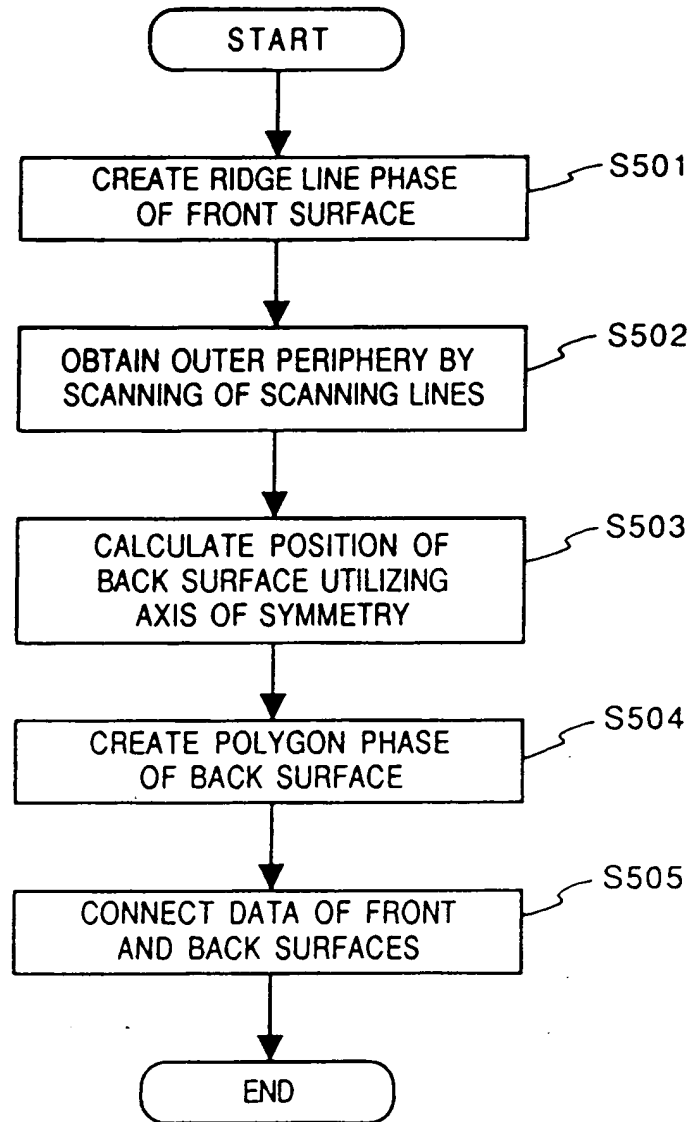 START
CREATE RIDGE LINE PHASE
OF FRONT SURFACE
S501
OBTAIN OUTER PERIPHERY BY
SCANNING OF SCANNING LINES
S502
CALCULATE POSITION OF
BACK SURFACE UTILIZING
AXIS OF SYMMETRY
S503
CREATE POLYGON PHASE
OF BACK SURFACE
S504
CONNECT DATA OF FRONT
AND BACK SURFACES
S505
END